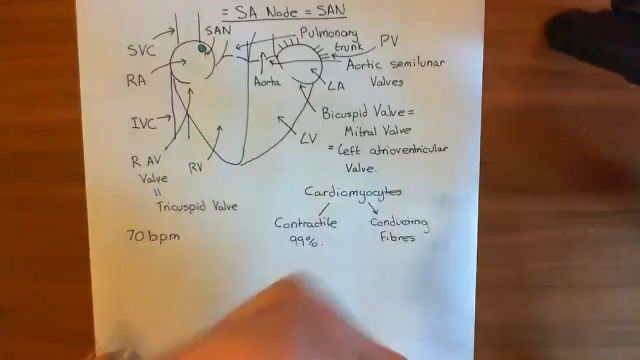 = SA Node = SAN
SAN
Pulmonary
trunk
PV
SVC
Aortic semilunar
Valves
RA
Aorta
LA
IVC
Bicuspid Valve =
Mitral Valve
= Left atrioventricular
Valve.
LV
R AV
Valve
=
Tricuspid Valve
RV
Cardiomyocytes
Contractile
99%.
Conducting
Fibres
70 bpm